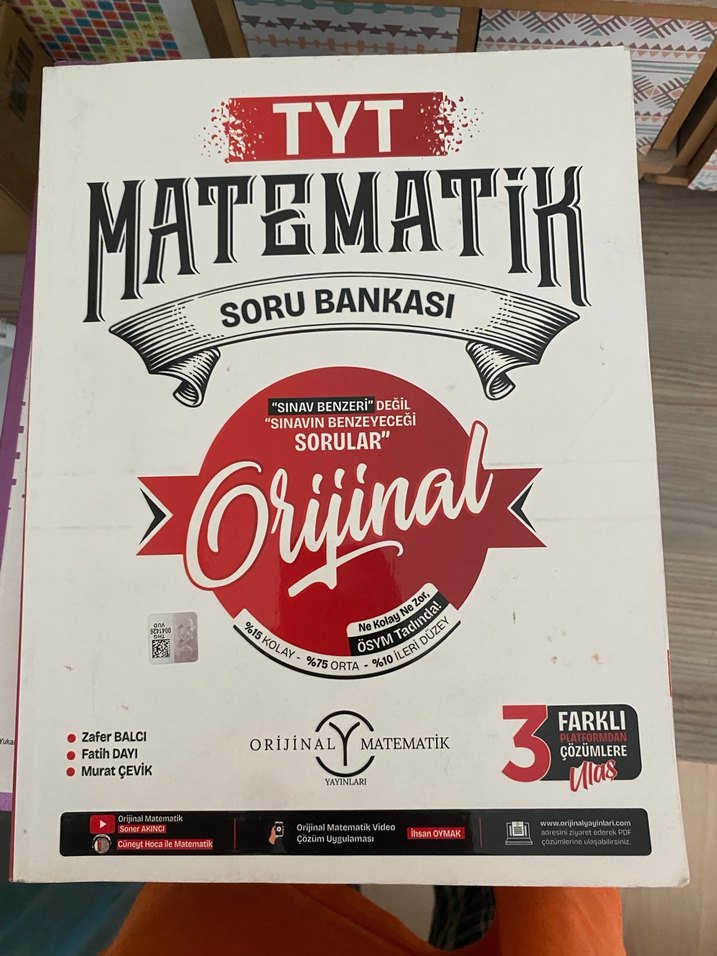 TYT
MATEMATİK
SORU BANKASI
"SINAV BENZERİ" DEĞİL
"SINAVIN BENZEYECEĞİ
SORULAR"
Orijinal
Ne Kolay Ne Zor,
ÖSYM Tadında!
%15 KOLAY - %75 ORTA - %10 İLERİ DÜZEY
THG
0041426
VUD
Zafer BALCI
Fatih DAYI
Murat ÇEVİK
ORİJİNAL MATEMATİK
YAYINLARI
3 FARKLI
PLATFORMDAN
ÇÖZÜMLERE
Ulaş
Orijinal Matematik
Soner AKINCI
Cüneyt Hoca ile Matematik
Orijinal Matematik Video
Çözüm Uygulaması
İhsan OYMAK
www.orijinalyayinlari.com
adresini ziyaret ederek PDF
çözümlerine ulaşabilirsiniz.